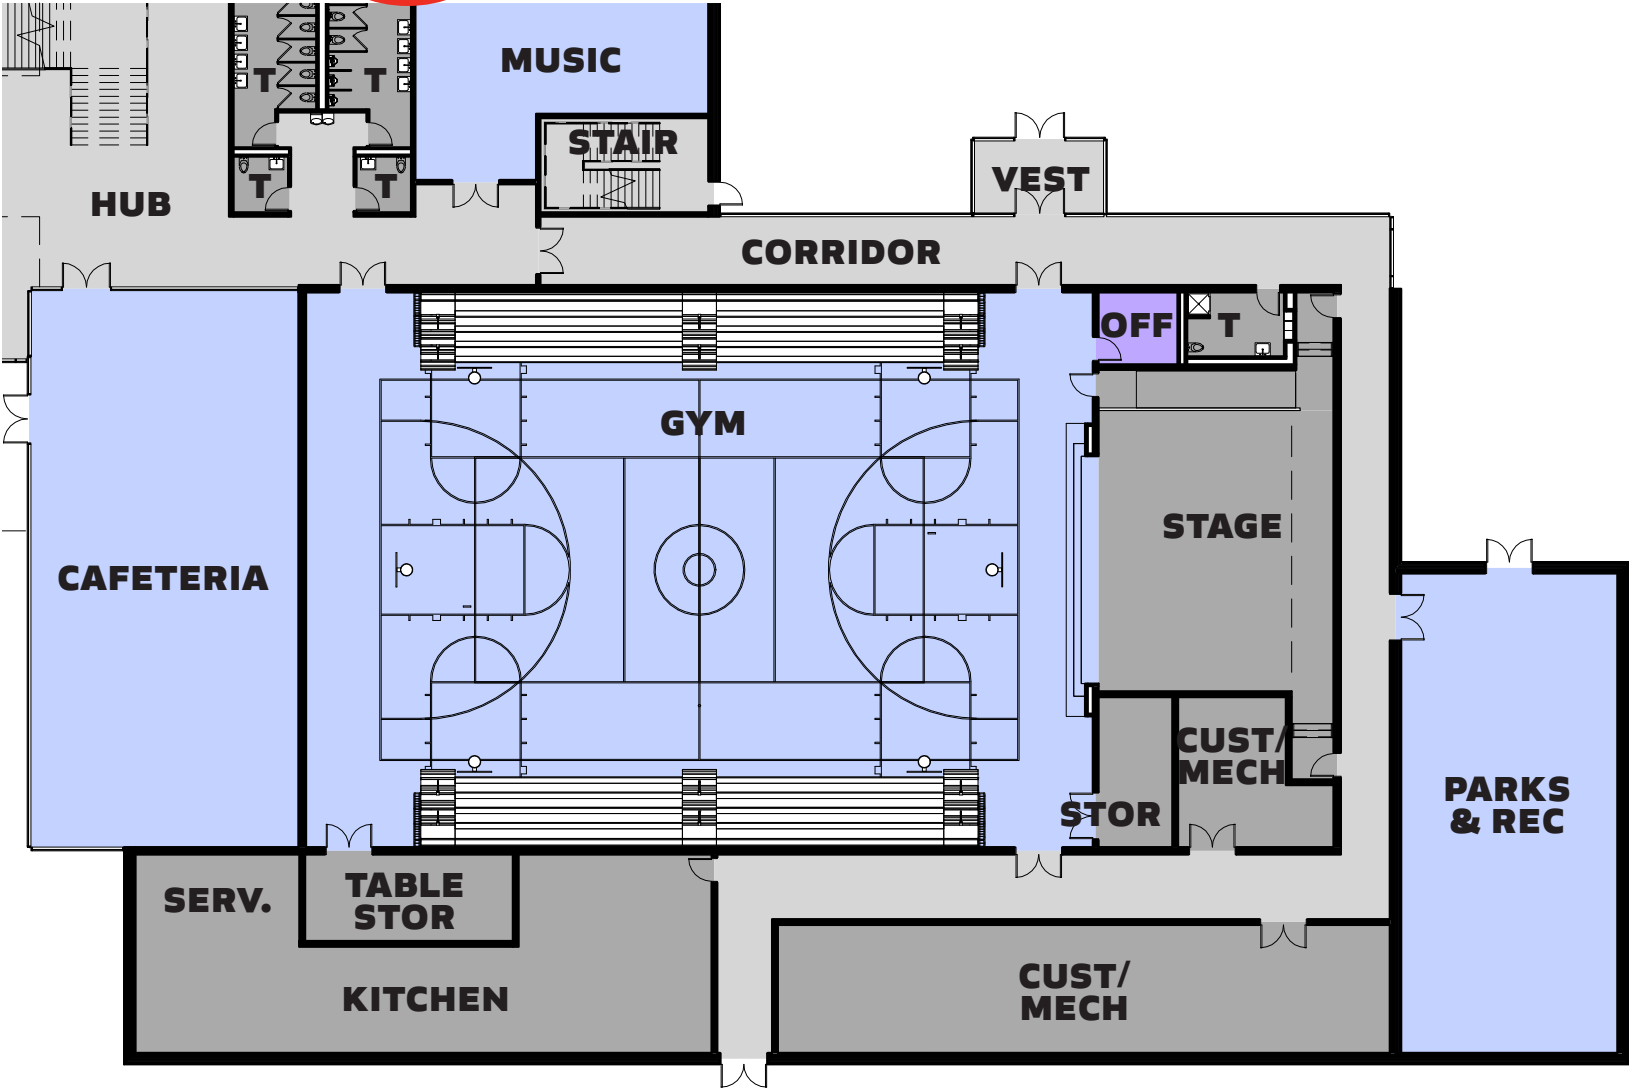 MUSIC
T
T
STAIR
T
T
VEST
HUB
CORRIDOR
OFF
T
GYM
STAGE
CAFETERIA
CUST/
MECH
PARKS
& REC
STOR
TABLE
STOR
SERV.
KITCHEN
CUST/
MECH